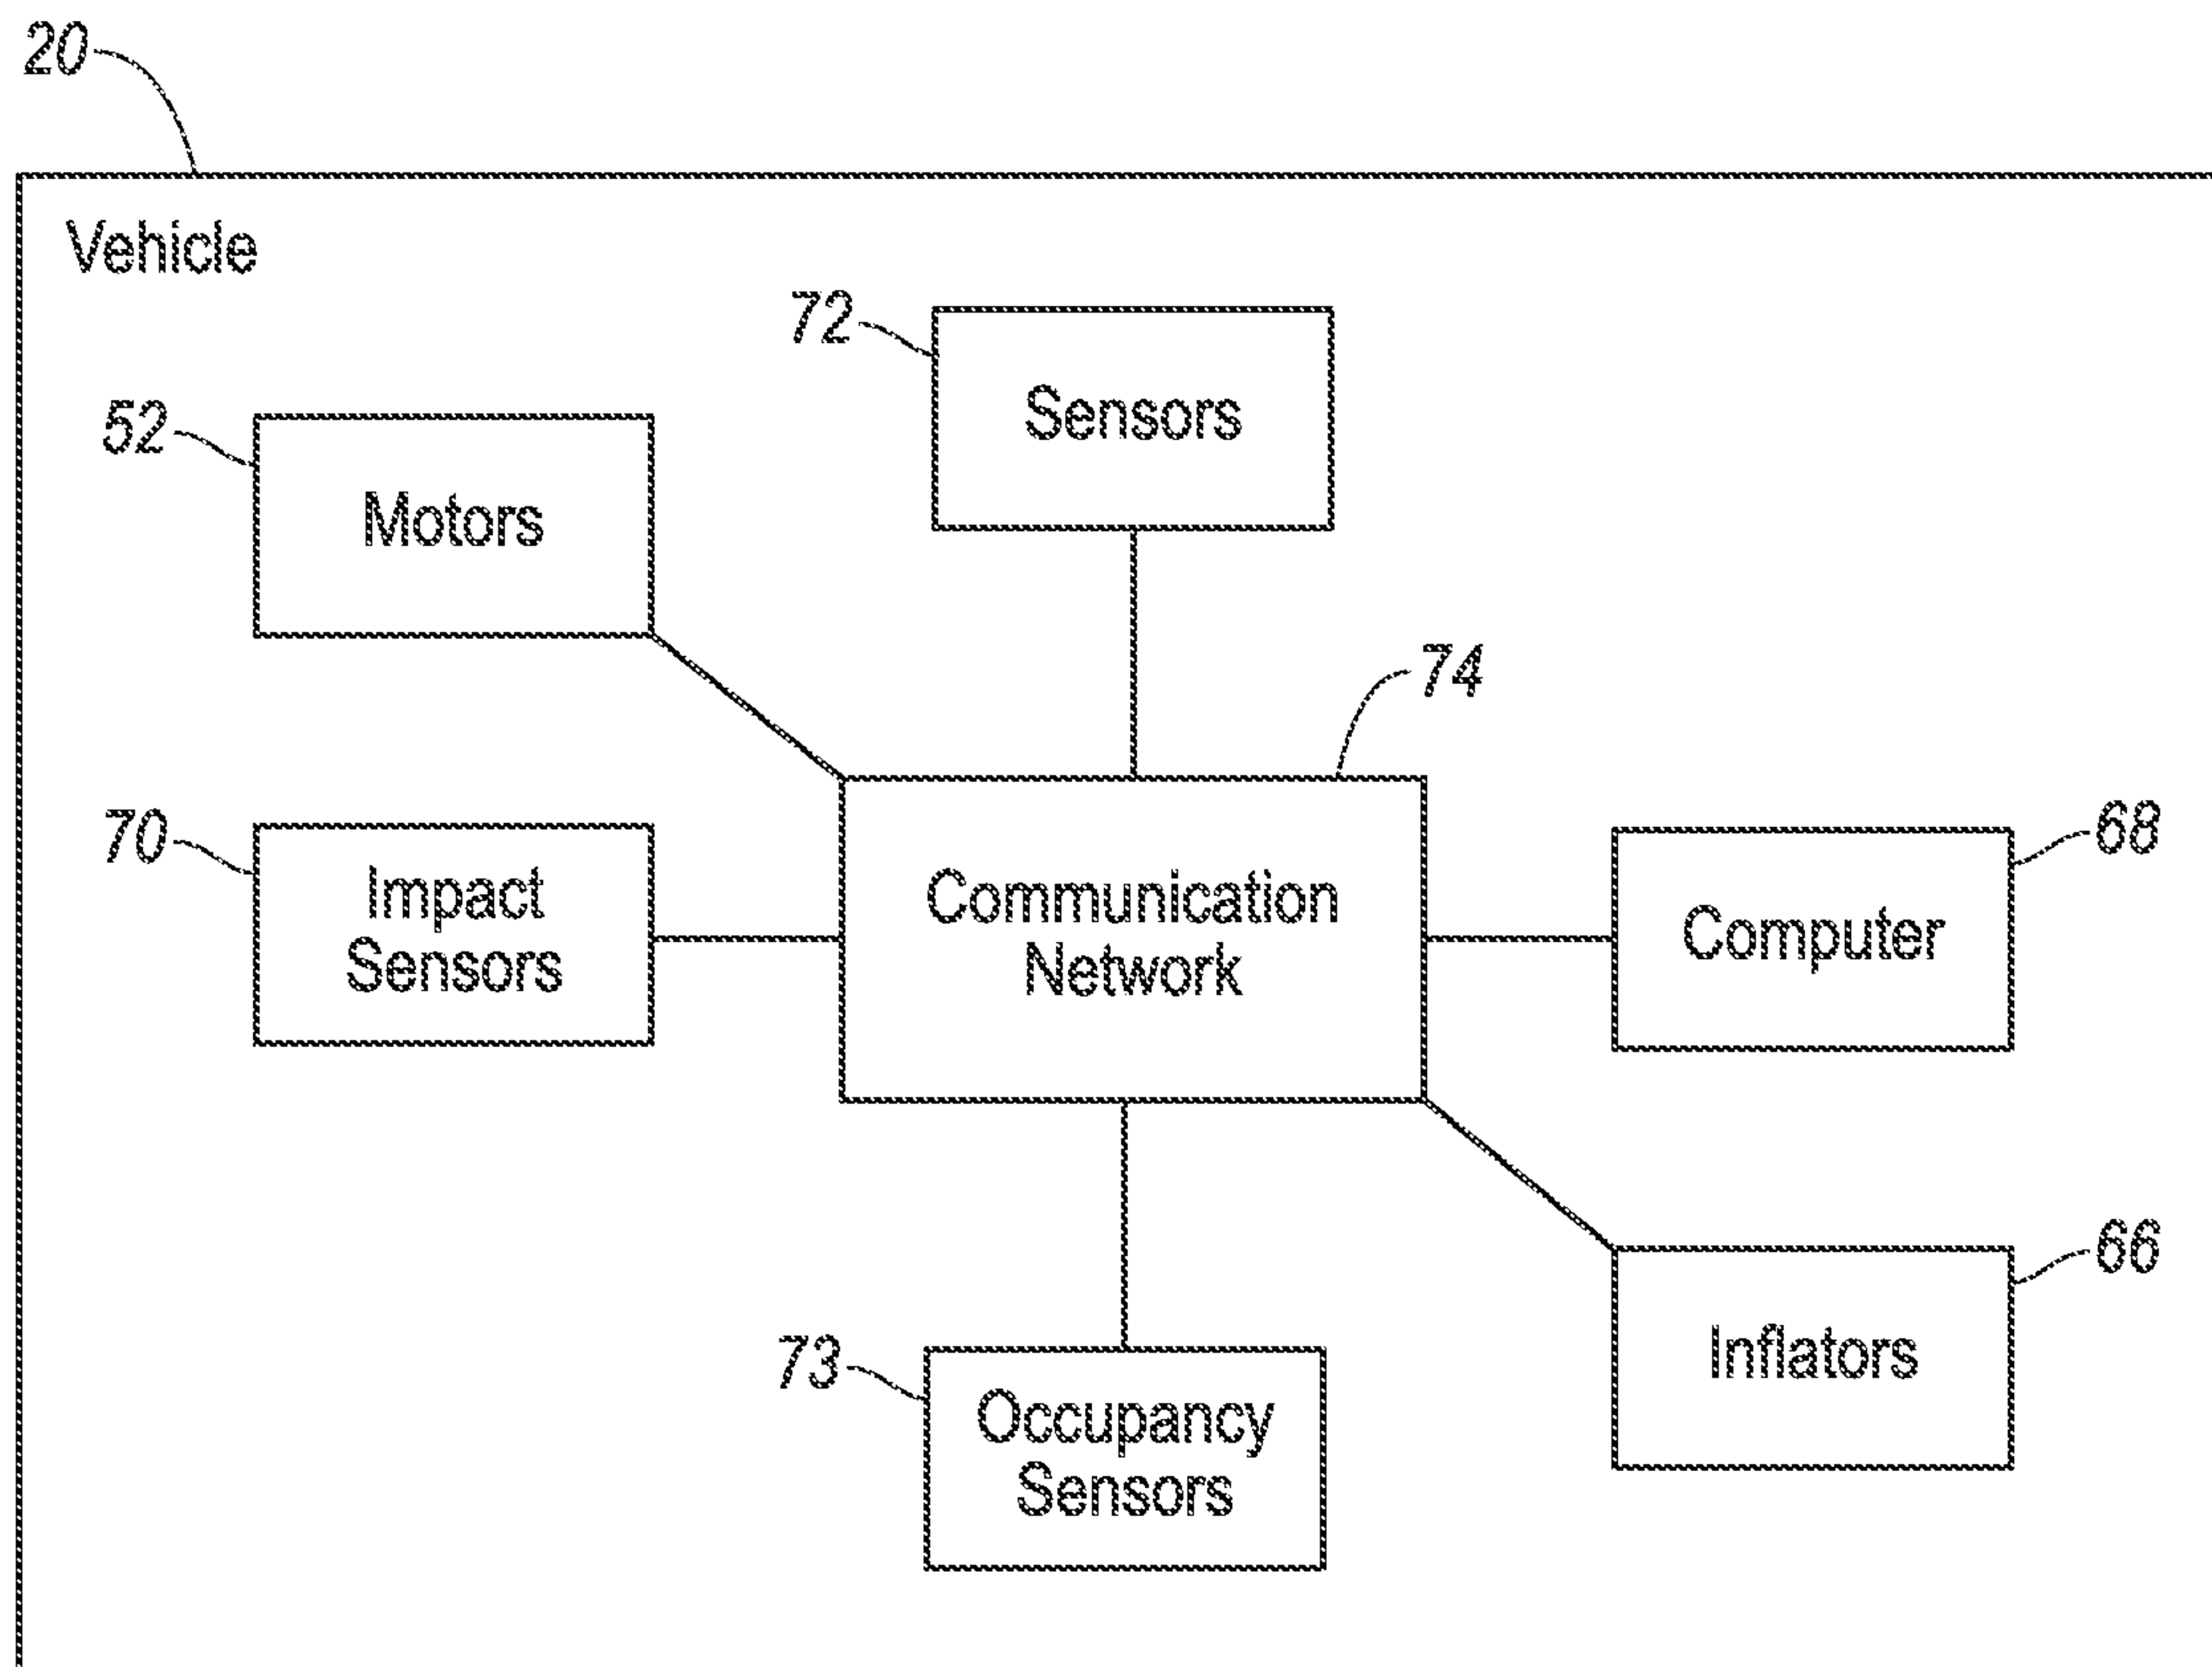 20
Vehicle
72
Sensors
52
Motors
74
70
Impact
Sensors
Communication
Network
68
Computer
66
Inflators
73
Occupancy
Sensors